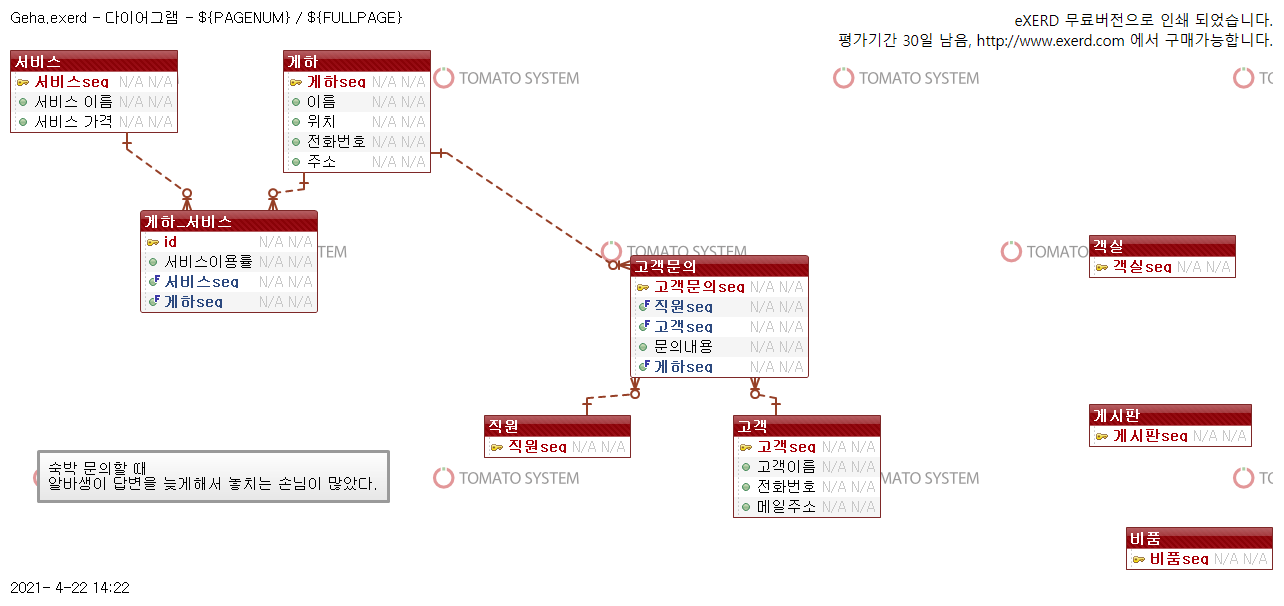 Geha.exerd - 다이어그램 - ${PAGENUM} / ${FULLPAGE}
eXERD 무료버전으로 인쇄 되었습니다.
평가기간 30일 남음, http://www.exerd.com 에서 구매가능합니다.
서비스
서비스seq N/A N/A
서비스 이름 N/A N/A
서비스 가격 N/A N/A
게하
게하seq N/A N/A
이름 N/A N/A
위치 N/A N/A
전화번호 N/A N/A
주소 N/A N/A
TOMATO SYSTEM
TOMATO SYSTEM
TC
게하_서비스
id N/A N/A
서비스이용률 N/A N/A
서비스seq N/A N/A
게하seq N/A N/A
TEM
TOMATO SYSTEM
TOMATO
고객문의
고객문의seq N/A N/A
직원seq N/A N/A
고객seq N/A N/A
문의내용 N/A N/A
게하seq N/A N/A
객실
객실seq N/A N/A
직원
직원seq N/A N/A
고객
고객seq N/A N/A
고객이름 N/A N/A
전화번호 N/A N/A
메일주소 N/A N/A
게시판
게시판seq N/A N/A
숙박 문의할 때
알바생이 답변을 늦게해서 놓치는 손님이 많았다.
TOMATO SYSTEM
MATO SYSTEM
TC
비품
비품seq N/A N/A
2021- 4-22 14:22